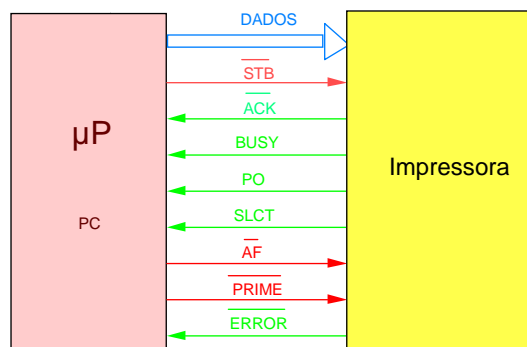 DADOS
STB
ACK
µP
BUSY
Impressora
PO
PC
SLCT
AF
PRIME
ERROR